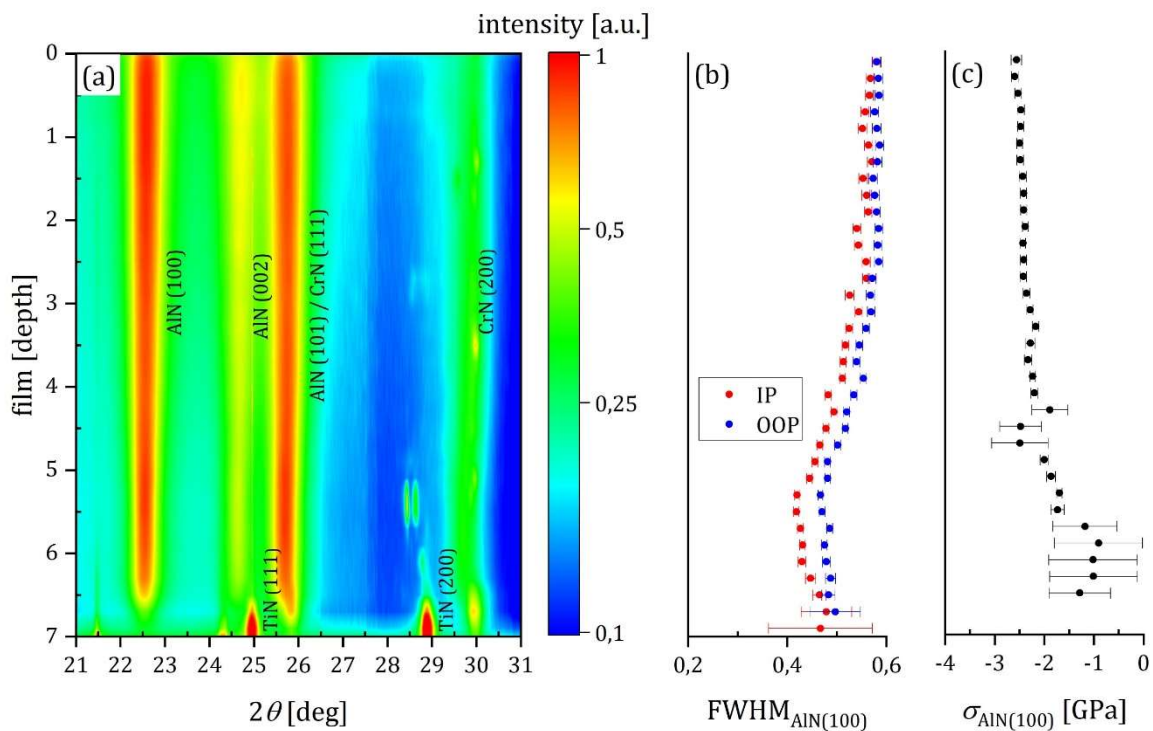 intensity [a.u.]
(a)
(b)
(c)
0
1
2
3
4
5
6
7
film [depth]
AlN (100)
AlN (002)
AlN (101) / CrN (111)
CrN (200)
TiN (111)
TiN (200)
1
0,5
0,25
0,1
IP
OOP
21 22 23 24 25 26 27 28 29 30 31
2θ [deg]
0,2 0,4 0,6
FWHM AlN(100)
-4 -3 -2 -1 0
σ AlN(100) [GPa]